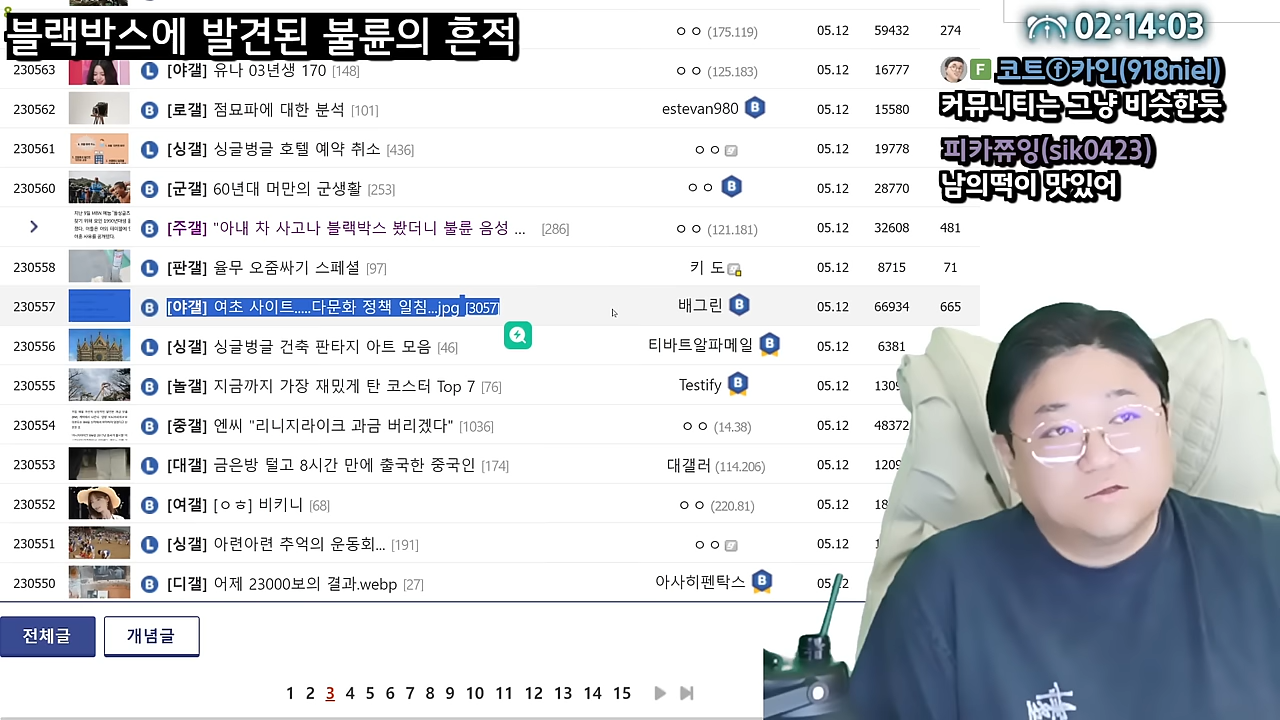 블랙박스에 발견된 불륜의 흔적
ㅇㅇ (175.119) 05.12 59432 274
02:14:03
230563 L [야갤] 유나 03년생 170 [148] 05.12 16777
F 코트ⓕ카인(918niel)
커뮤니티는 그냥 비슷한듯
230562 B [로갤] 점묘파에 대한 분석 [101] estevan980 B 05.12
230561 L [싱갤] 싱글벙글 호텔 예약 취소 [436] ㅇㅇ 05.12
피카쮸잉(sik0423)
남의떡이 맛있어
230560 B [군갤] 60년대 머만의 군생활 [253] ㅇㅇ B 05.12 28770
B [주갤] "아내 차 사고나 블랙박스 봤더니 불륜 음성... [286] ㅇㅇ (121.181) 05.12 32808 481
230558 L [판갤] 율무 오줌싸기 스페셜 [97] 키 도 05.12 8715 71
230557 B [야갤] 여초 사이트.....다문화 정책 일침...jpg [3057] 배그린 B 05.12 66934 665
230556 L [싱갤] 싱글벙글 건축 판타지 아트 모음 [46] 티바트알파메일 B 05.12 6381
230555 B [놀갤] 지금까지 가장 재밌게 탄 코스터 Top 7 [76] Testify B 05.12
230554 B [중갤] 엔씨 "리니지라이크 과금 버리겠다" [1036] (14.38) 05.12
230553 L [대갤] 금은방 털고 8시간 만에 출국한 중국인 [174] 대갤러 (114.206) 05.12
230552 B [여갤] [ㅇㅎ] 비키니 [68] ㅇㅇ (220.81) 05.12
230551 L [싱갤] 아련아련 추억의 운동회... [191] ㅇㅇ 05.12
230550 B [디갤] 어제 23000보의 결과.webp [27] 아사히펜탁스 B
전체글 개념글
1 2 3 4 5 6 7 8 9 10 11 12 13 14 15